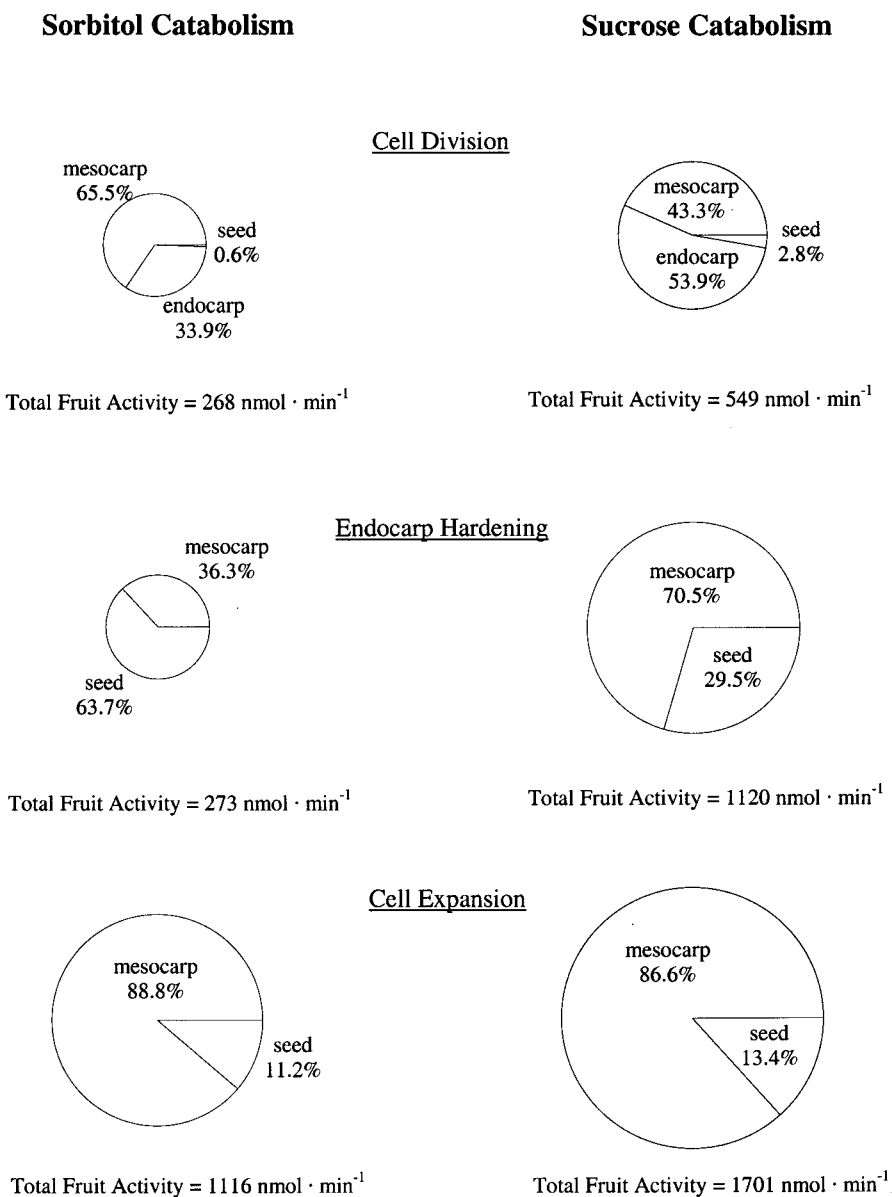 Sorbitol Catabolism
Sucrose Catabolism
Cell Division
mesocarp
65.5%
seed
0.6%
endocarp
33.9%
mesocarp
43.3%
seed
2.8%
endocarp
53.9%
Total Fruit Activity = 268 nmol · min⁻¹
Total Fruit Activity = 549 nmol · min⁻¹
Endocarp Hardening
mesocarp
36.3%
seed
63.7%
mesocarp
70.5%
seed
29.5%
Total Fruit Activity = 273 nmol · min⁻¹
Total Fruit Activity = 1120 nmol · min⁻¹
Cell Expansion
mesocarp
88.8%
seed
11.2%
mesocarp
86.6%
seed
13.4%
Total Fruit Activity = 1116 nmol · min⁻¹
Total Fruit Activity = 1701 nmol · min⁻¹